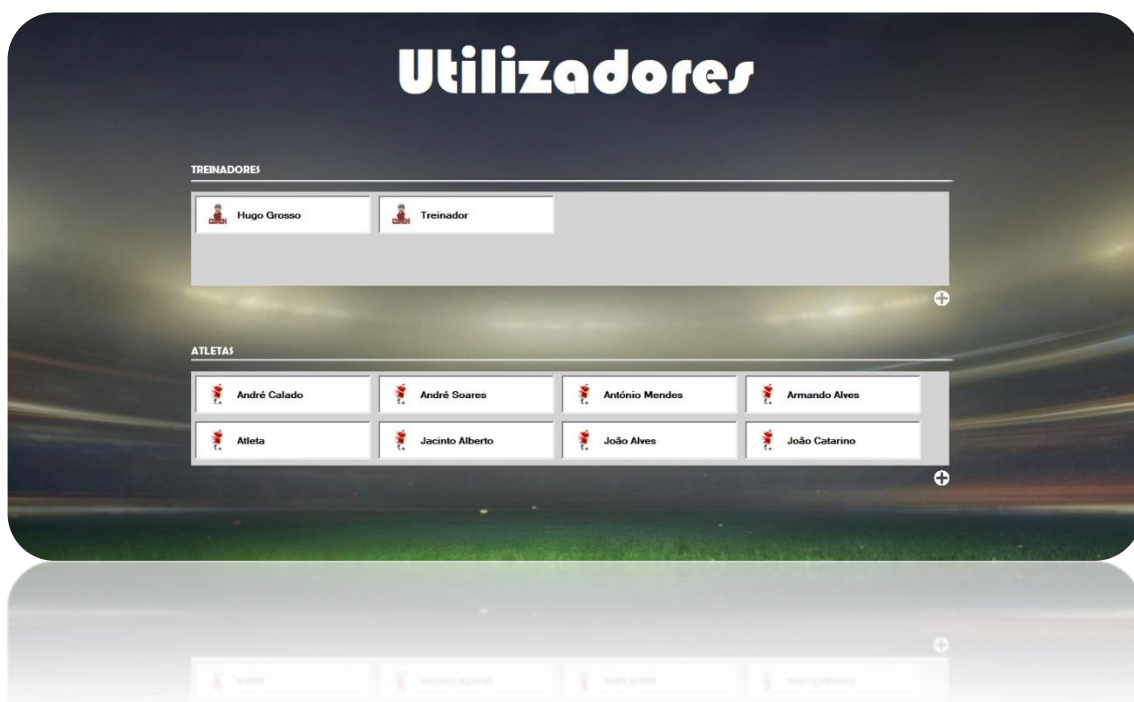 Utilizadores
TREINADORES
Hugo Grosso
Treinador
ATLETAS
André Calado
André Soares
António Mendes
Armando Alves
Atleta
Jacinto Alberto
João Alves
João Catarino